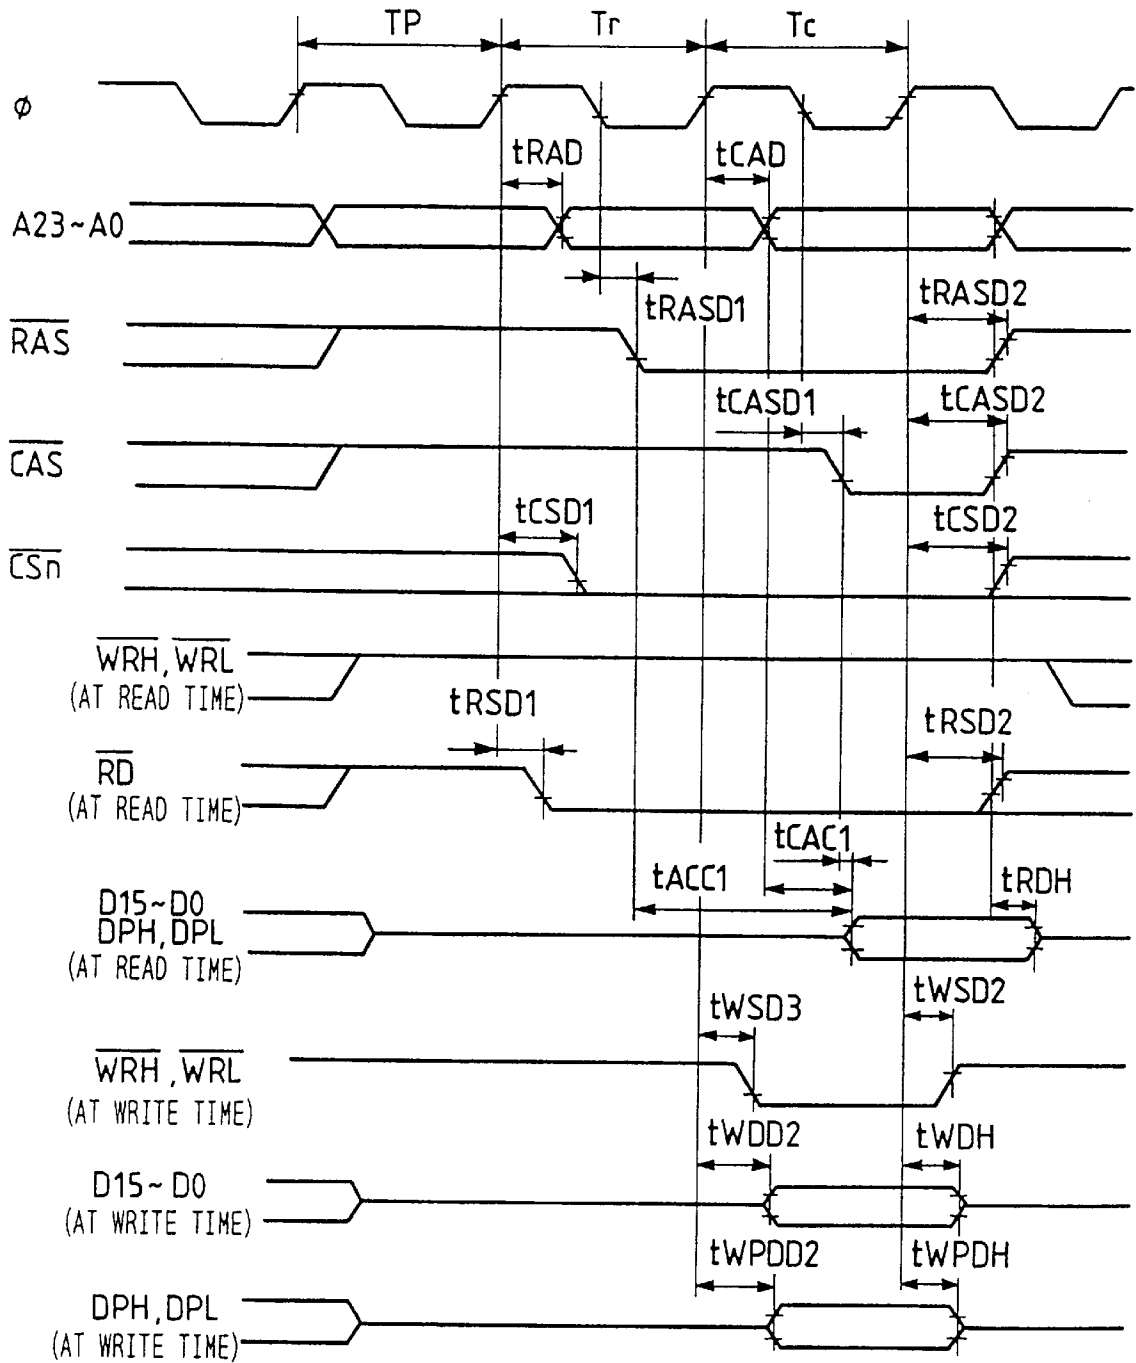 TP Tr Tc
φ
tRAD tCAD
A23~A0
tRASD1 tRASD2
RAS
tCASD1 tCASD2
CAS
tCSD1 tCSD2
CSn
WRH, WRL
(AT READ TIME)
tRSD1 tRSD2
RD
(AT READ TIME)
tCAC1
tACC1 tRDH
D15~D0
DPH, DPL
(AT READ TIME)
tWSD3 tWSD2
WRH, WRL
(AT WRITE TIME)
tWDD2 tWDH
D15~D0
(AT WRITE TIME)
tWPDD2 tWPDH
DPH, DPL
(AT WRITE TIME)